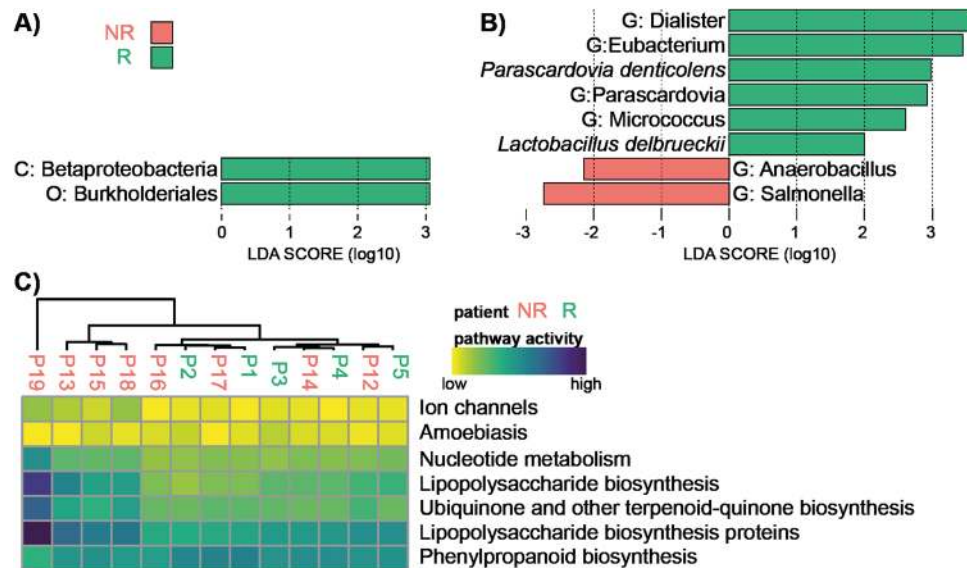 A)
NR
R
C: Betaproteobacteria
O: Burkholderiales
0 1 2 3
LDA SCORE (log10)
B)
G: Dialister
G:Eubacterium
Parascardovia denticolens
G:Parascardovia
G: Micrococcus
Lactobacillus delbrueckii
G: Anaerobacillus
G: Salmonella
-3 -2 -1 0 1 2 3
LDA SCORE (log10)
C)
patient NR R
pathway activity
low high
P19 P13 P15 P18 P16 P2 P17 P1 P3 P14 P4 P12 P5
Ion channels
Amoebiasis
Nucleotide metabolism
Lipopolysaccharide biosynthesis
Ubiquinone and other terpenoid-quinone biosynthesis
Lipopolysaccharide biosynthesis proteins
Phenylpropanoid biosynthesis